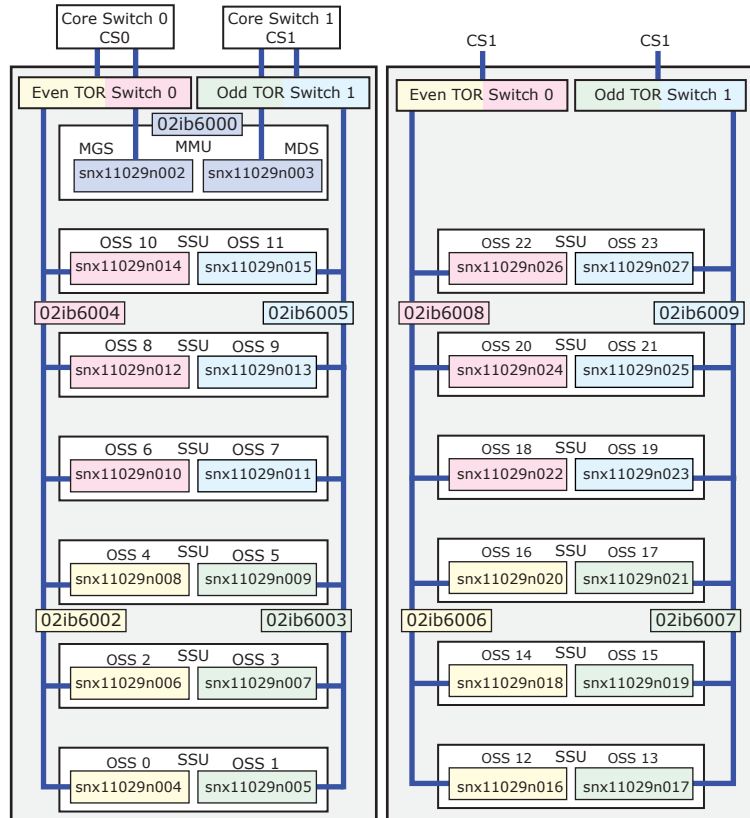 Core Switch 0
CS0
Core Switch 1
CS1
Even TOR Switch 0
Odd TOR Switch 1
02ib6000
MGS MMU MDS
snx11029n002 snx11029n003
OSS 10 SSU OSS 11
snx11029n014 snx11029n015
02ib6004 02ib6005
OSS 8 SSU OSS 9
snx11029n012 snx11029n013
OSS 6 SSU OSS 7
snx11029n010 snx11029n011
OSS 4 SSU OSS 5
snx11029n008 snx11029n009
02ib6002 02ib6003
OSS 2 SSU OSS 3
snx11029n006 snx11029n007
OSS 0 SSU OSS 1
snx11029n004 snx11029n005
CS1 CS1
Even TOR Switch 0
Odd TOR Switch 1
OSS 22 SSU OSS 23
snx11029n026 snx11029n027
02ib6008 02ib6009
OSS 20 SSU OSS 21
snx11029n024 snx11029n025
OSS 18 SSU OSS 19
snx11029n022 snx11029n023
OSS 16 SSU OSS 17
snx11029n020 snx11029n021
02ib6006 02ib6007
OSS 14 SSU OSS 15
snx11029n018 snx11029n019
OSS 12 SSU OSS 13
snx11029n016 snx11029n017